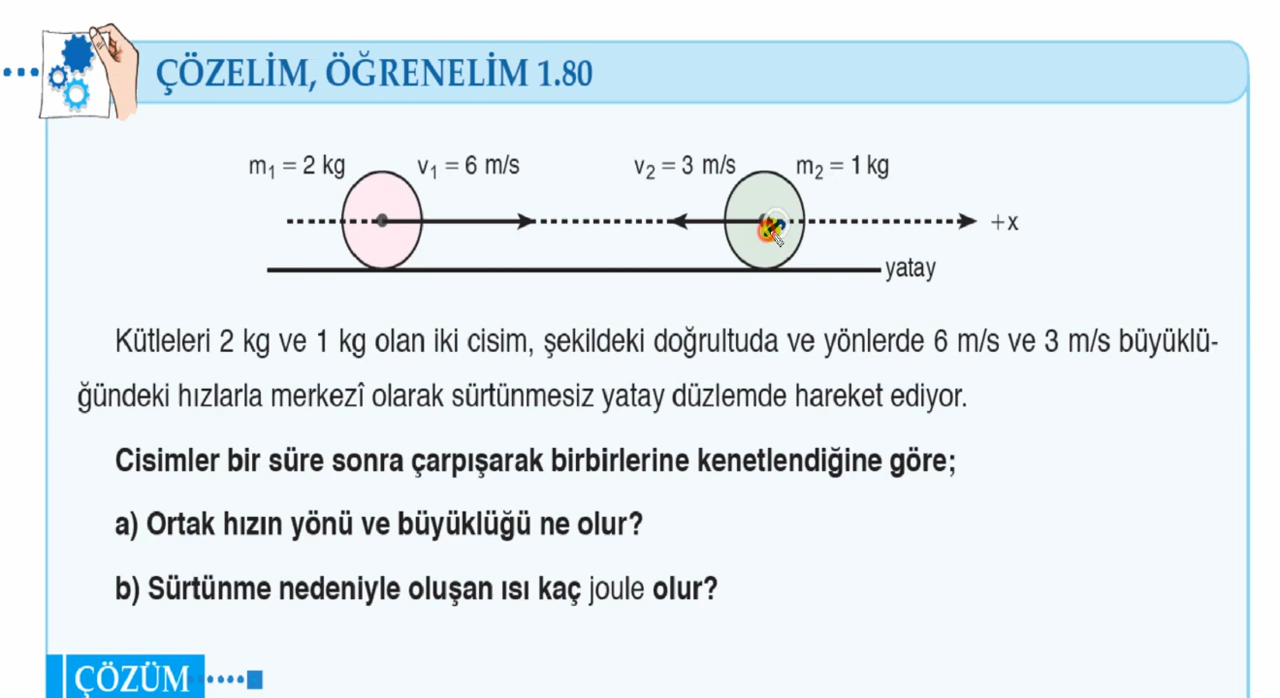 ÇÖZELİM, ÖĞRENELİM 1.80
m₁ = 2 kg v₁ = 6 m/s v₂ = 3 m/s m₂ = 1 kg
+x
yatay
Kütleleri 2 kg ve 1 kg olan iki cisim, şekildeki doğrultuda ve yönlerde 6 m/s ve 3 m/s büyüklü-
ğündeki hızlarla merkezî olarak sürtünmesiz yatay düzlemde hareket ediyor.
Cisimler bir süre sonra çarpışarak birbirlerine kenetlendiğine göre;
a) Ortak hızın yönü ve büyüklüğü ne olur?
b) Sürtünme nedeniyle oluşan ısı kaç joule olur?
ÇÖZÜM